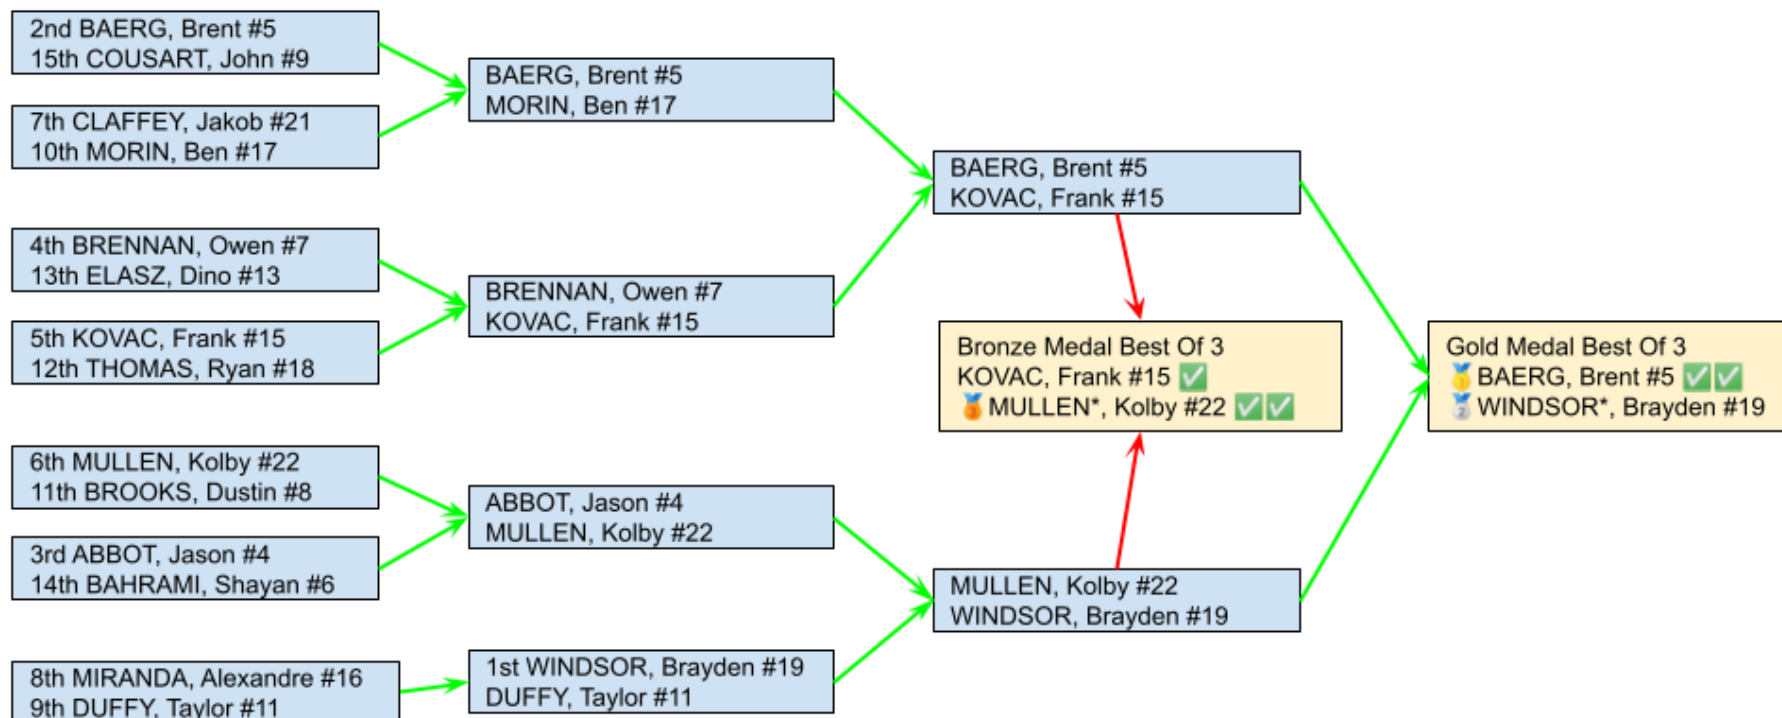 2nd BAERG, Brent #5
15th COUSART, John #9
7th CLAFFEY, Jakob #21
10th MORIN, Ben #17
4th BRENNAN, Owen #7
13th ELASZ, Dino #13
5th KOVAC, Frank #15
12th THOMAS, Ryan #18
6th MULLEN, Kolby #22
11th BROOKS, Dustin #8
3rd ABBOT, Jason #4
14th BAHRAMI, Shayan #6
8th MIRANDA, Alexandre #16
9th DUFFY, Taylor #11
BAERG, Brent #5
MORIN, Ben #17
BRENNAN, Owen #7
KOVAC, Frank #15
ABBOT, Jason #4
MULLEN, Kolby #22
1st WINDSOR, Brayden #19
DUFFY, Taylor #11
BAERG, Brent #5
KOVAC, Frank #15
Bronze Medal Best Of 3
KOVAC, Frank #15 ✅
🥉MULLEN*, Kolby #22 ✅✅
MULLEN, Kolby #22
WINDSOR, Brayden #19
Gold Medal Best Of 3
🥇BAERG, Brent #5 ✅✅
🥈WINDSOR*, Brayden #19